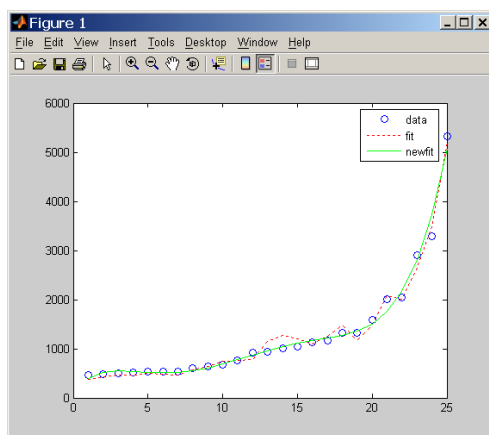 Figure 1
File Edit View Insert Tools Desktop Window Help
6000
5000
4000
3000
2000
1000
0
0 5 10 15 20 25
data
fit
newfit